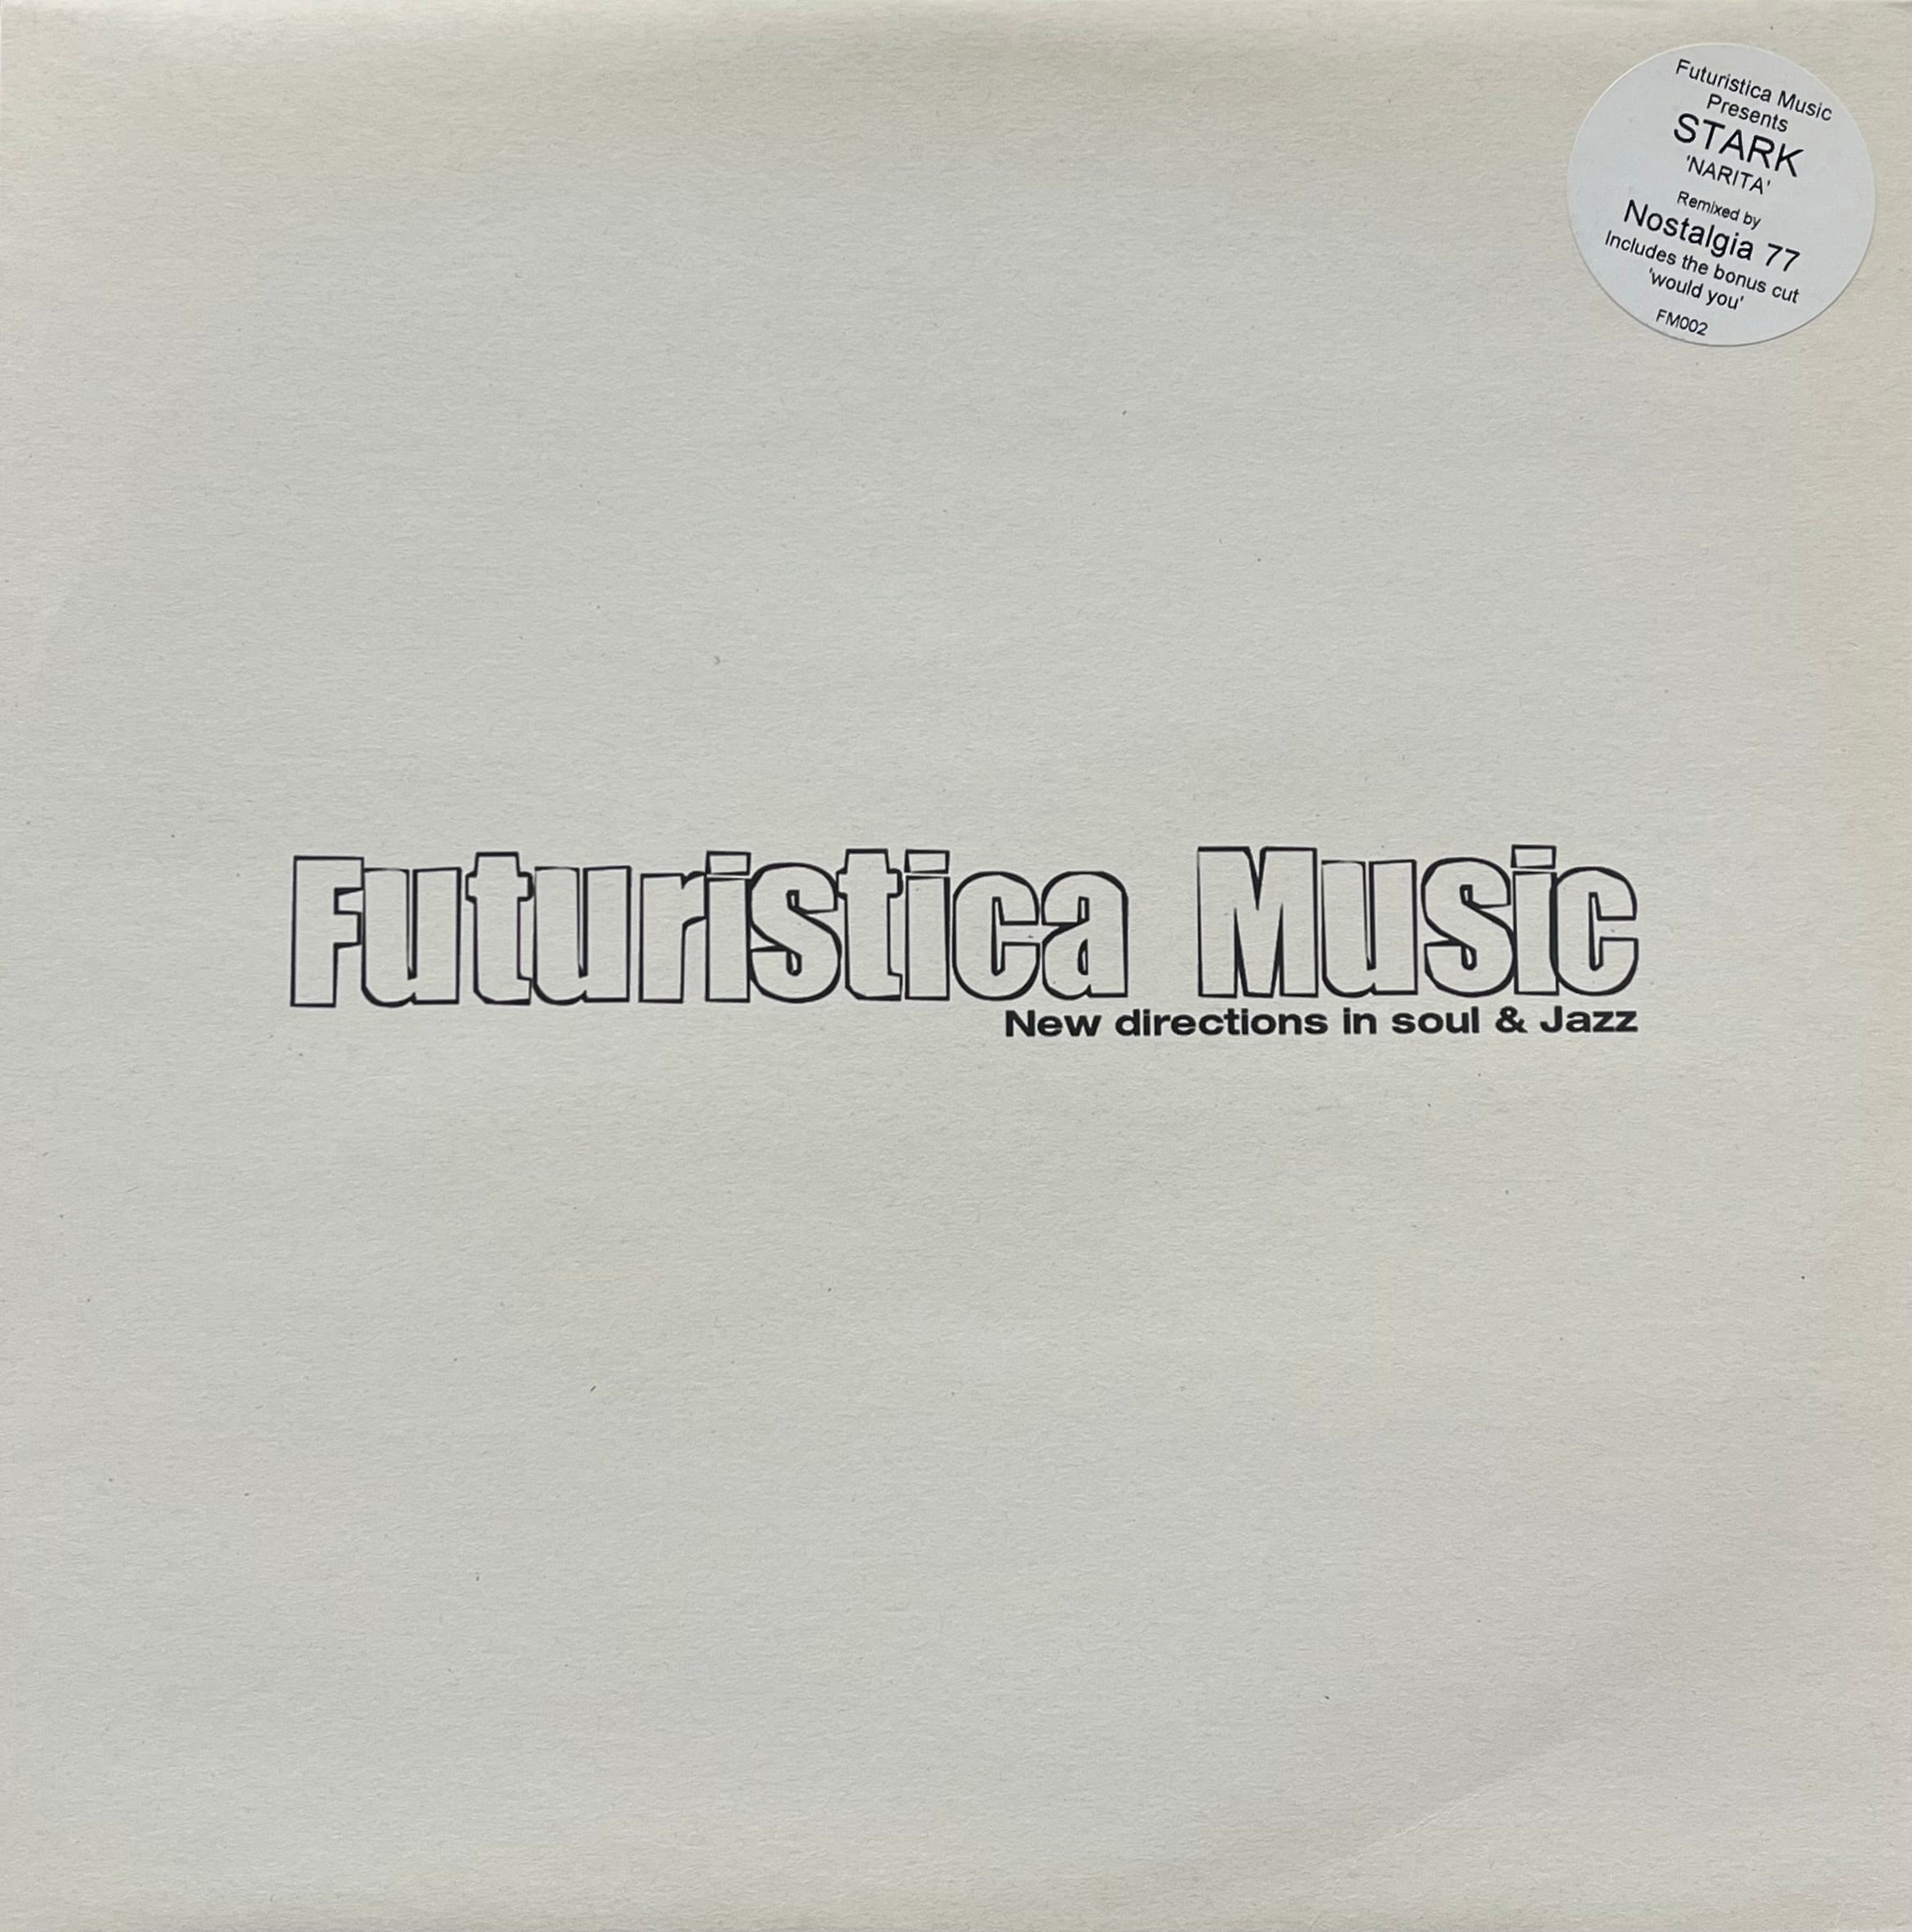 Futuristica Music
Presents
STARK
'NARITA'
Remixed by
Nostalgia 77
Includes the bonus cut
'would you'
FM002
Futuristica Music
New directions in soul & Jazz